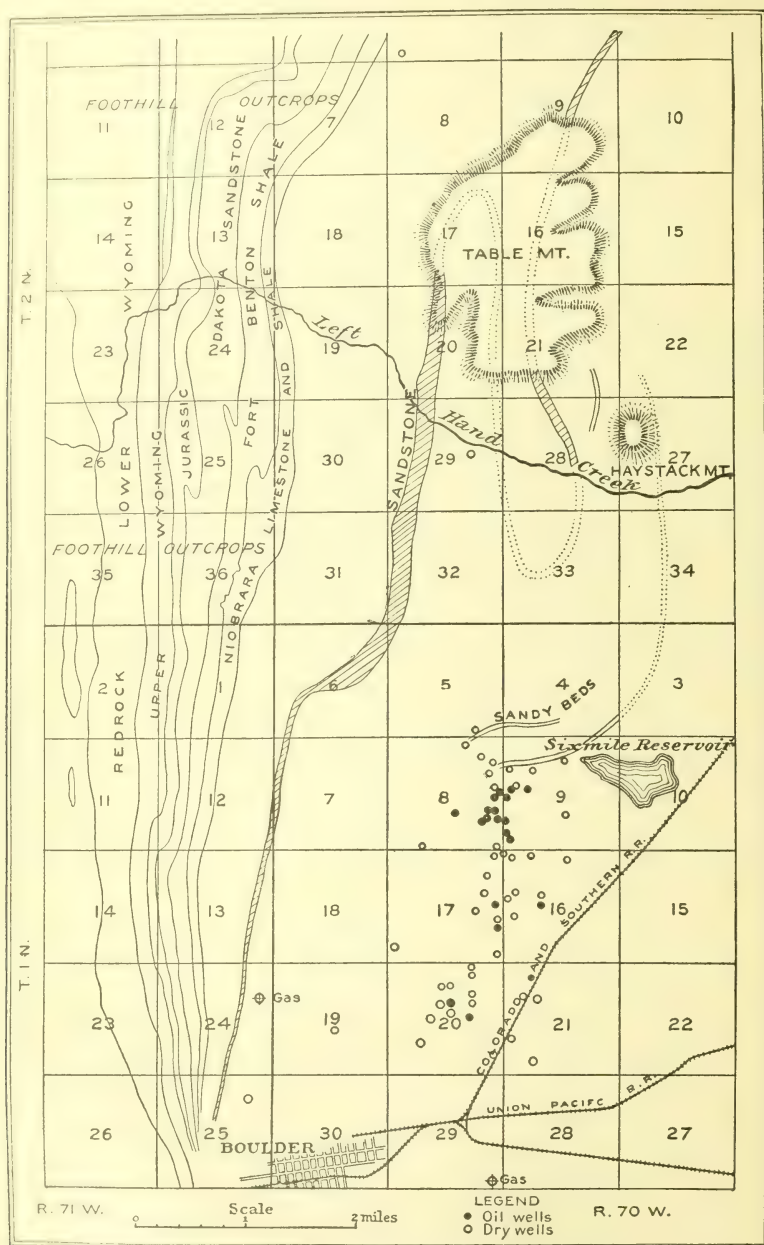 FOOTHILL OUTCROPS
11 12 7 8 9 10
14 13 18 17 16 15
TABLE MT.
T. 2 N.
LOWER WYOMING
DAKOTA SANDSTONE
FORT BENTON SHALE
NIOBRARA LIMESTONE AND SHALE
JURASSIC
UPPER WYOMING
REDROCK
SANDSTONE
Left Hand Creek
23 24 19 20 21 22
26 25 30 29 28 27
HAYSTACK MT.
FOOTHILL OUTCROPS
35 36 31 32 33 34
2 1 6 5 4 3
SANDY BEDS
Sixmile Reservoir
11 12 7 8 9 10
14 13 18 17 16 15
T. 1 N.
COLORADO AND SOUTHERN R.R.
Gas
23 24 19 20 21 22
UNION PACIFIC R.R.
26 25 30 29 28 27
BOULDER
Gas
R. 71 W.
Scale
0 1 2 miles
LEGEND
Oil wells
Dry wells
R. 70 W.